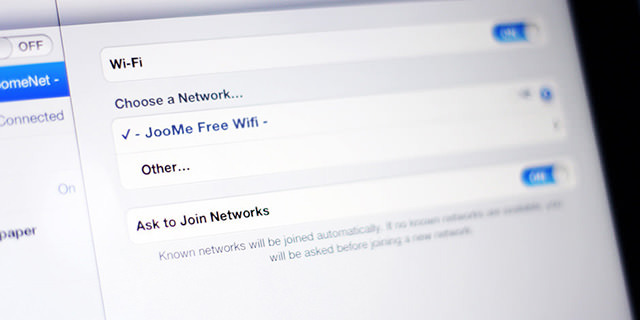 OFF
omeNet -
Connected
On
paper
Wi-Fi
ON
Choose a Network...
✓ - JooMe Free Wifi -
Other...
Ask to Join Networks
ON
Known networks will be joined automatically. If no known networks are available, you
will be asked before joining a new network.